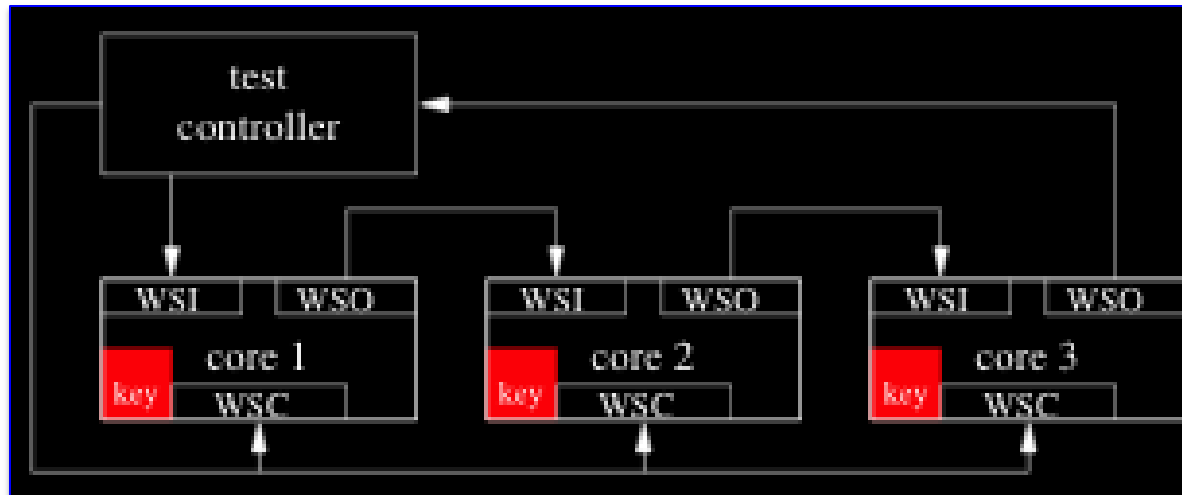 test
controller
WSI WSO WSI WSO WSI WSO
core 1 core 2 core 3
key WSC key WSC key WSC